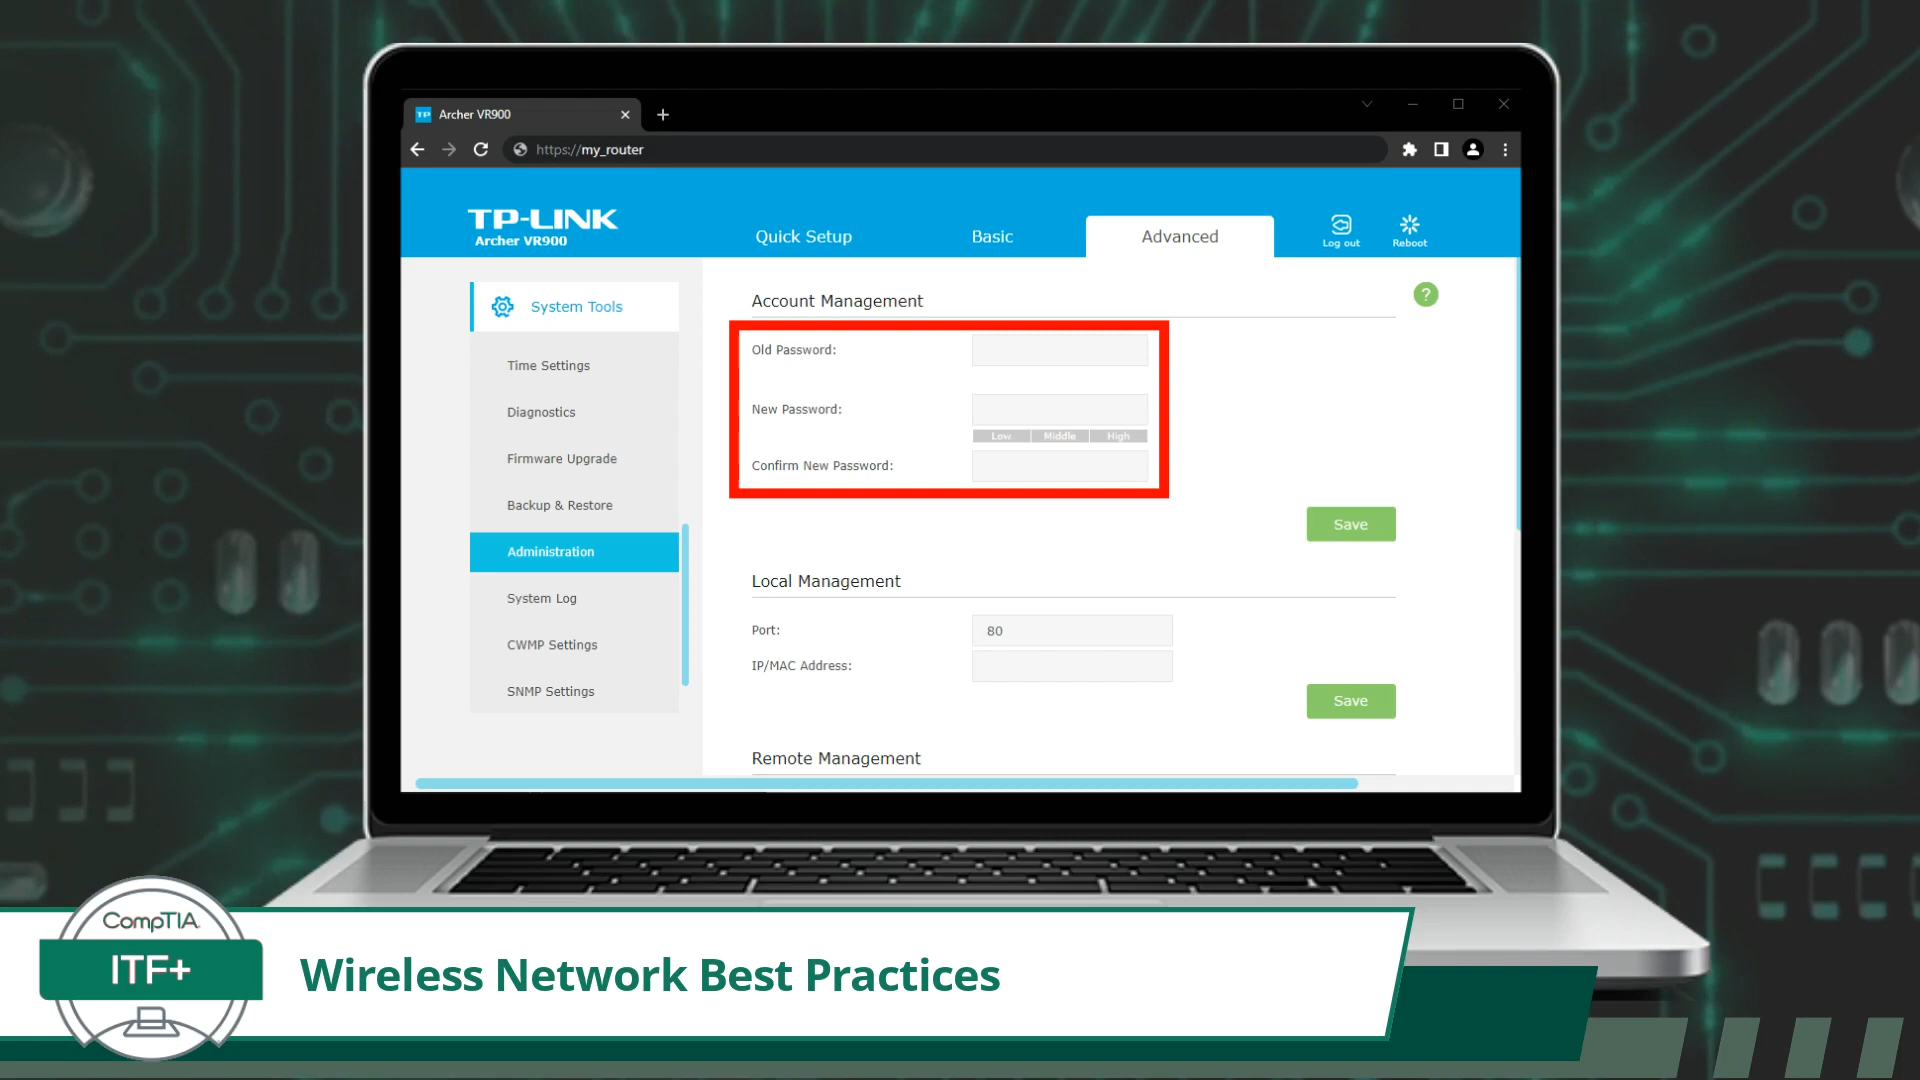 TP Archer VR900
https://my_router
TP-LINK
Archer VR900
Quick Setup
Basic
Advanced
Log out
Reboot
System Tools
Time Settings
Diagnostics
Firmware Upgrade
Backup & Restore
Administration
System Log
CWMP Settings
SNMP Settings
Account Management
?
Old Password:
New Password:
Low Middle High
Confirm New Password:
Save
Local Management
Port: 80
IP/MAC Address:
Save
Remote Management
CompTIA
ITF+
Wireless Network Best Practices